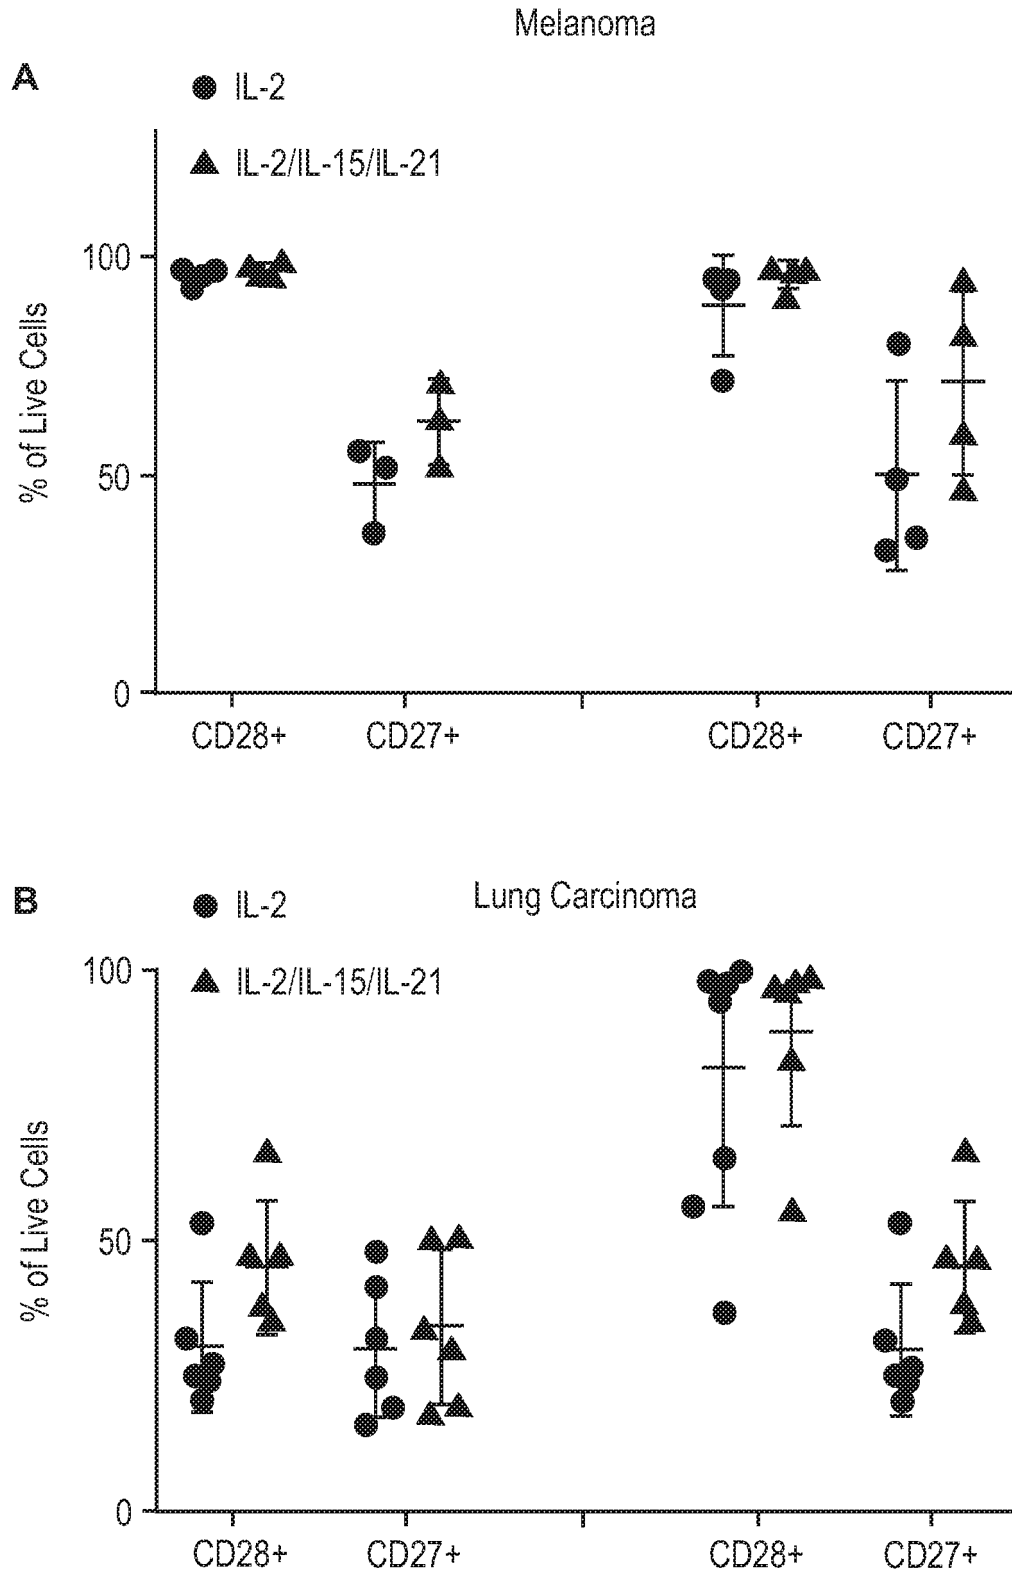 Melanoma
A
IL-2
IL-2/IL-15/IL-21
100
50
0
% of Live Cells
CD28+ CD27+ CD28+ CD27+
B
Lung Carcinoma
IL-2
IL-2/IL-15/IL-21
100
50
0
% of Live Cells
CD28+ CD27+ CD28+ CD27+